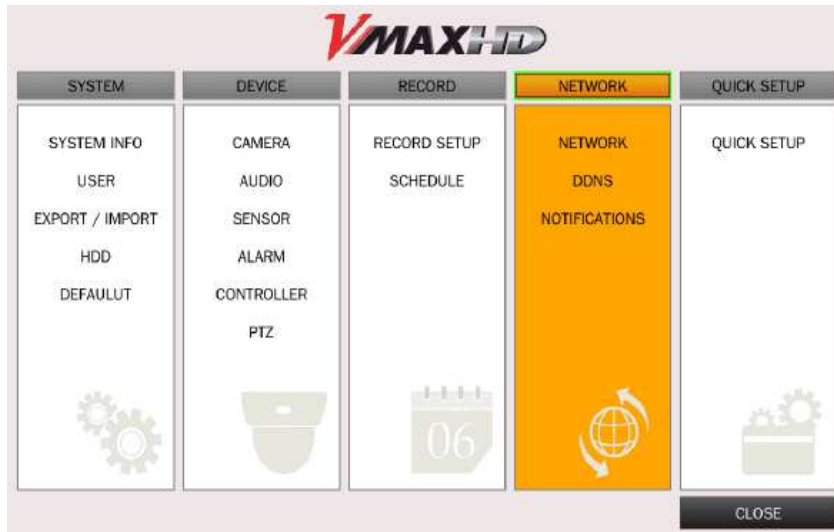 VMAXHD
SYSTEM
DEVICE
RECORD
NETWORK
QUICK SETUP
SYSTEM INFO
USER
EXPORT / IMPORT
HDD
DEFAULUT
CAMERA
AUDIO
SENSOR
ALARM
CONTROLLER
PTZ
RECORD SETUP
SCHEDULE
06
NETWORK
DDNS
NOTIFICATIONS
QUICK SETUP
CLOSE